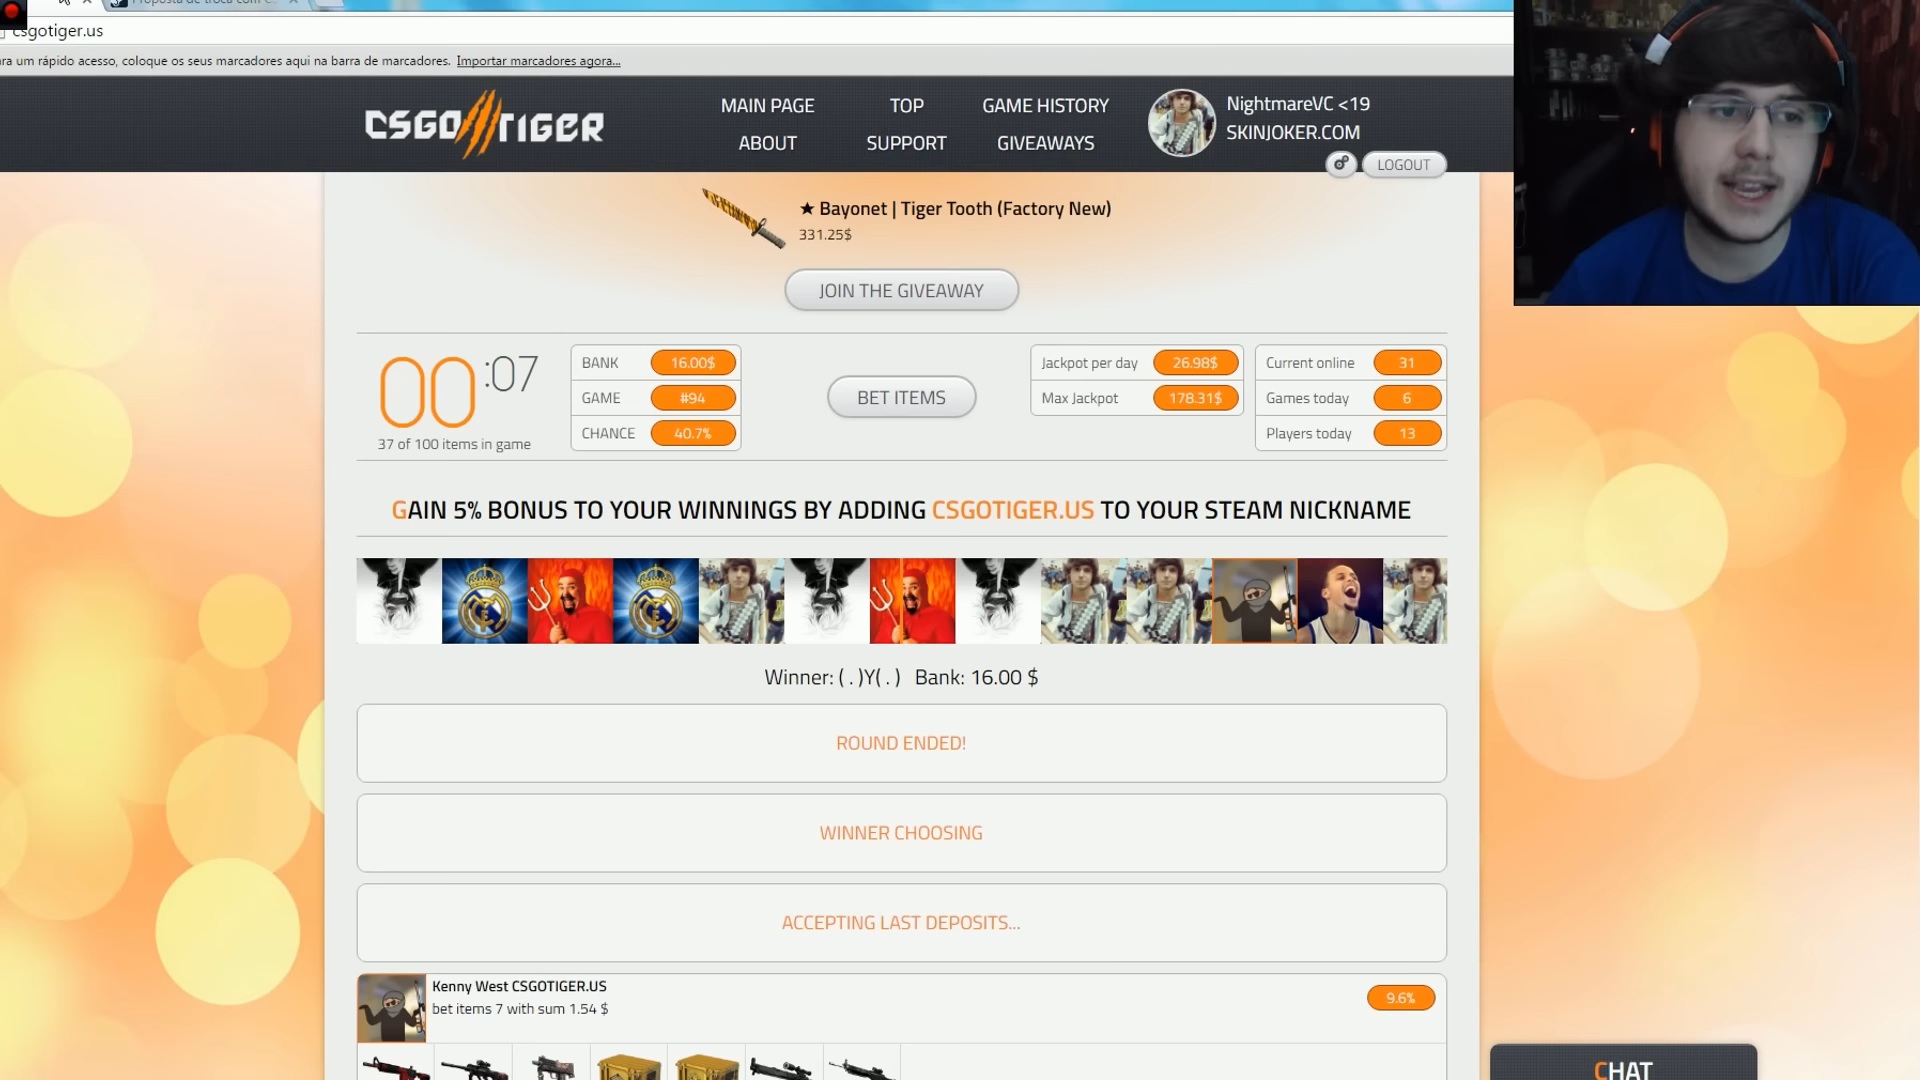 csgotiger.us
ra um rápido acesso, coloque os seus marcadores aqui na barra de marcadores. Importar marcadores agora...
CSGO TIGER
MAIN PAGE
TOP
GAME HISTORY
ABOUT
SUPPORT
GIVEAWAYS
NightmareVC <19
SKINJOKER.COM
LOGOUT
★ Bayonet | Tiger Tooth (Factory New)
331.25$
JOIN THE GIVEAWAY
00:07
37 of 100 items in game
BANK 16.00$
GAME #94
CHANCE 40.7%
BET ITEMS
Jackpot per day 26.98$
Max Jackpot 178.31$
Current online 31
Games today 6
Players today 13
GAIN 5% BONUS TO YOUR WINNINGS BY ADDING CSGOTIGER.US TO YOUR STEAM NICKNAME
Winner: ( . )Y( . ) Bank: 16.00 $
ROUND ENDED!
WINNER CHOOSING
ACCEPTING LAST DEPOSITS...
Kenny West CSGOTIGER.US
bet items 7 with sum 1.54 $
9.6%
CHAT